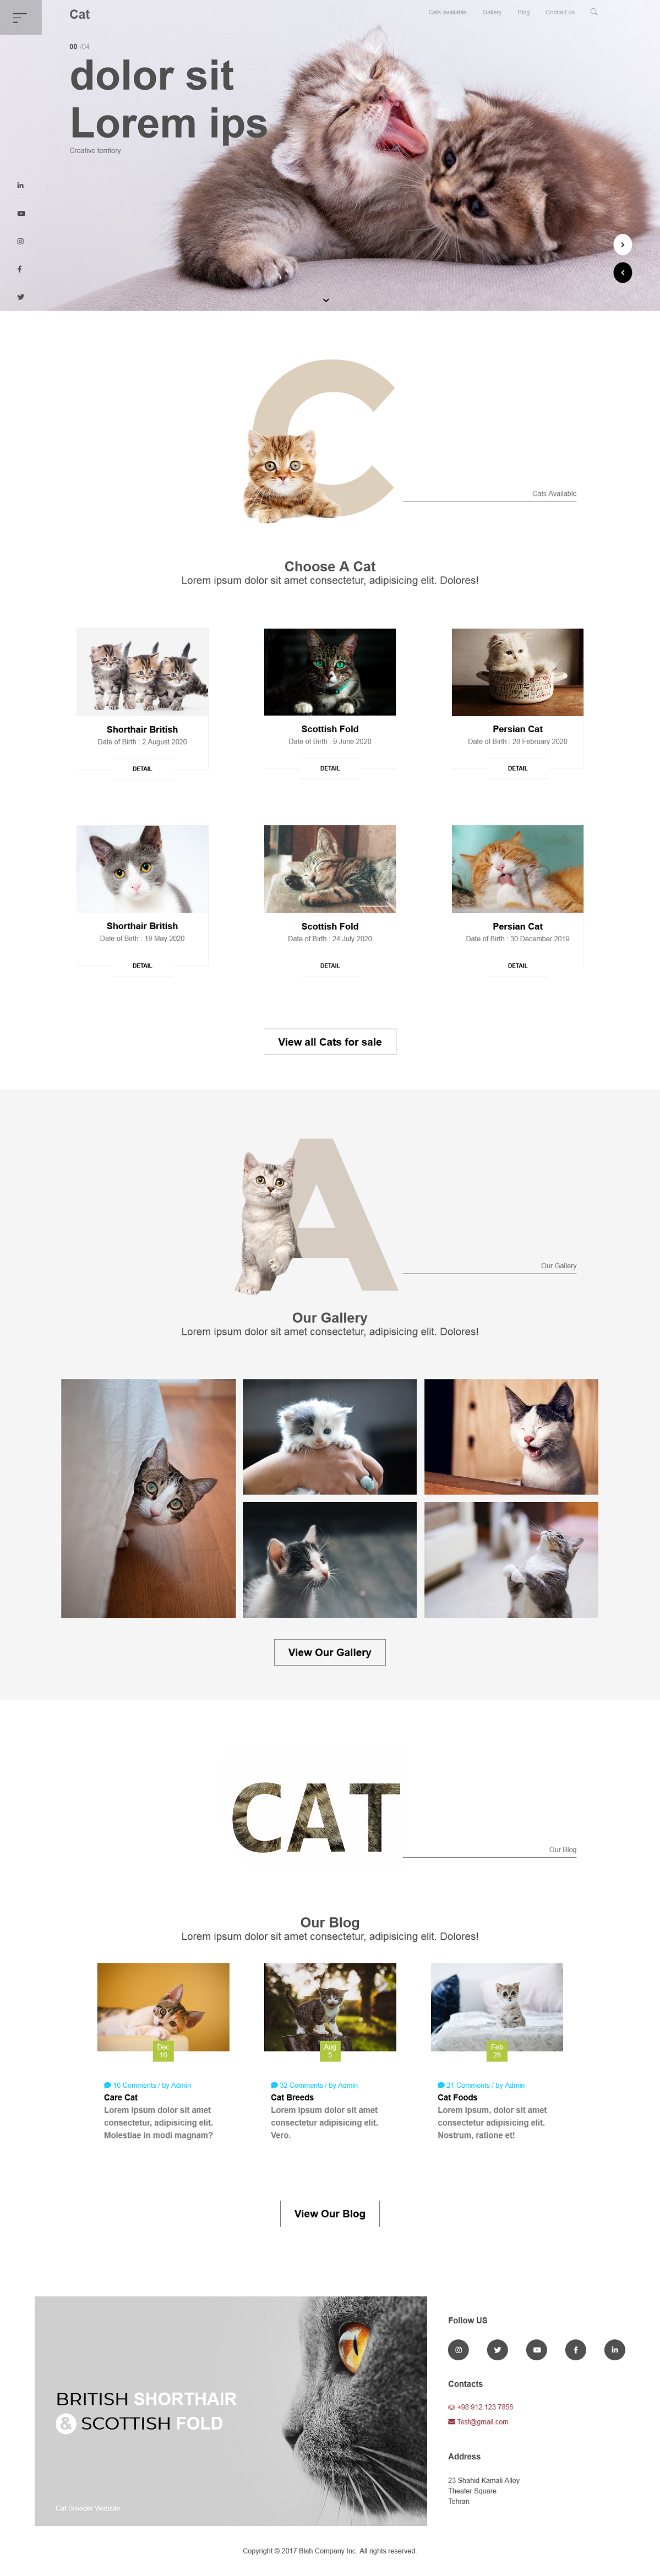 Cat
Cats available Gallery Blog Contact us
00 /04
dolor sit
Lorem ips
Creative territory
C
Cats Available
Choose A Cat
Lorem ipsum dolor sit amet consectetur, adipisicing elit. Dolores!
Shorthair British
Date of Birth : 2 August 2020
DETAIL
Scottish Fold
Date of Birth : 9 June 2020
DETAIL
Persian Cat
Date of Birth : 28 February 2020
DETAIL
Shorthair British
Date of Birth : 19 May 2020
DETAIL
Scottish Fold
Date of Birth : 24 July 2020
DETAIL
Persian Cat
Date of Birth : 30 December 2019
DETAIL
View all Cats for sale
A
Our Gallery
Our Gallery
Lorem ipsum dolor sit amet consectetur, adipisicing elit. Dolores!
View Our Gallery
CAT
Our Blog
Our Blog
Lorem ipsum dolor sit amet consectetur, adipisicing elit. Dolores!
Dec
16
16 Comments / by Admin
Care Cat
Lorem ipsum dolor sit amet
consectetur, adipisicing elit.
Molestiae in modi magnam?
Aug
5
32 Comments / by Admin
Cat Breeds
Lorem ipsum dolor sit amet
consectetur adipisicing elit.
Vero.
Feb
26
21 Comments / by Admin
Cat Foods
Lorem ipsum, dolor sit amet
consectetur adipisicing elit.
Nostrum, ratione et!
View Our Blog
BRITISH SHORTHAIR
& SCOTTISH FOLD
Cat Breeder Website
Follow US
Contacts
+98 912 123 7856
Test@gmail.com
Address
23 Shahid Kamali Alley
Theater Square
Tehran
Copyright © 2017 Blah Company Inc. All rights reserved.